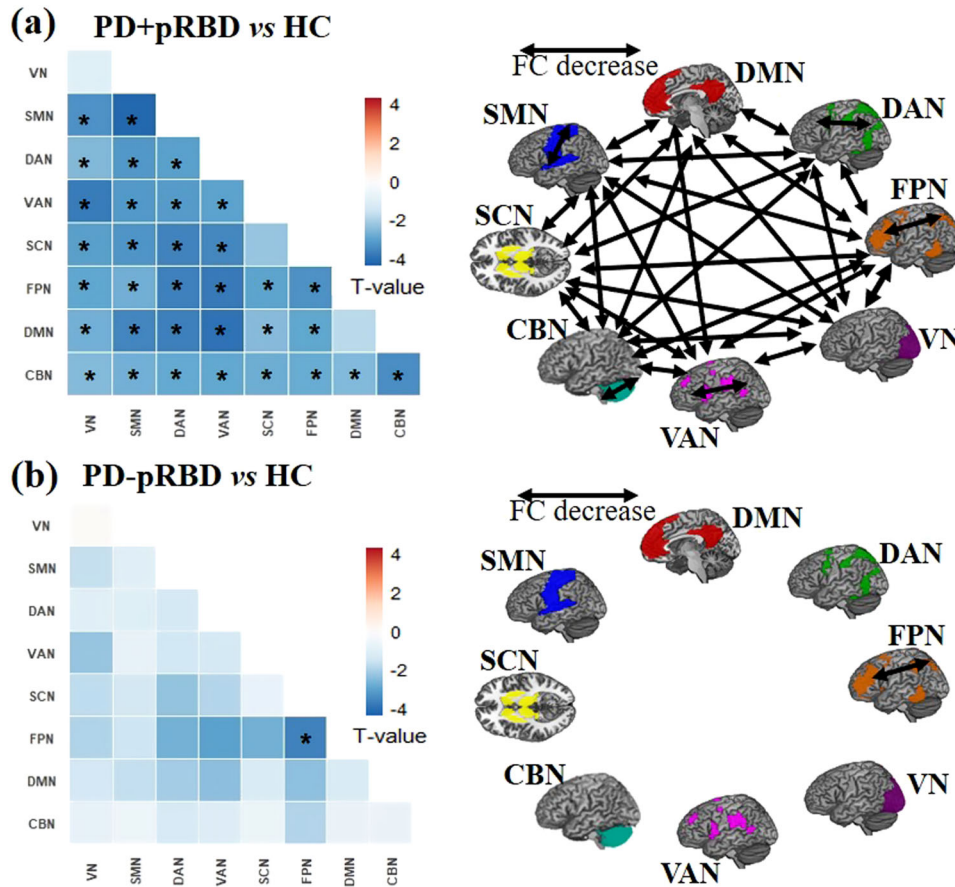 (a) PD+pRBD vs HC
VN
SMN * *
DAN * * *
VAN * * * *
SCN * * * *
FPN * * * * * *
DMN * * * * * *
CBN * * * * * * * *
VN SMN DAN VAN SCN FPN DMN CBN
4
2
0
-2
-4
T-value
FC decrease
DMN
SMN
DAN
SCN
FPN
CBN
VN
VAN
(b) PD-pRBD vs HC
VN
SMN
DAN
VAN
SCN
FPN *
DMN
CBN
VN SMN DAN VAN SCN FPN DMN CBN
4
2
0
-2
-4
T-value
FC decrease
DMN
SMN
DAN
SCN
FPN
CBN
VN
VAN